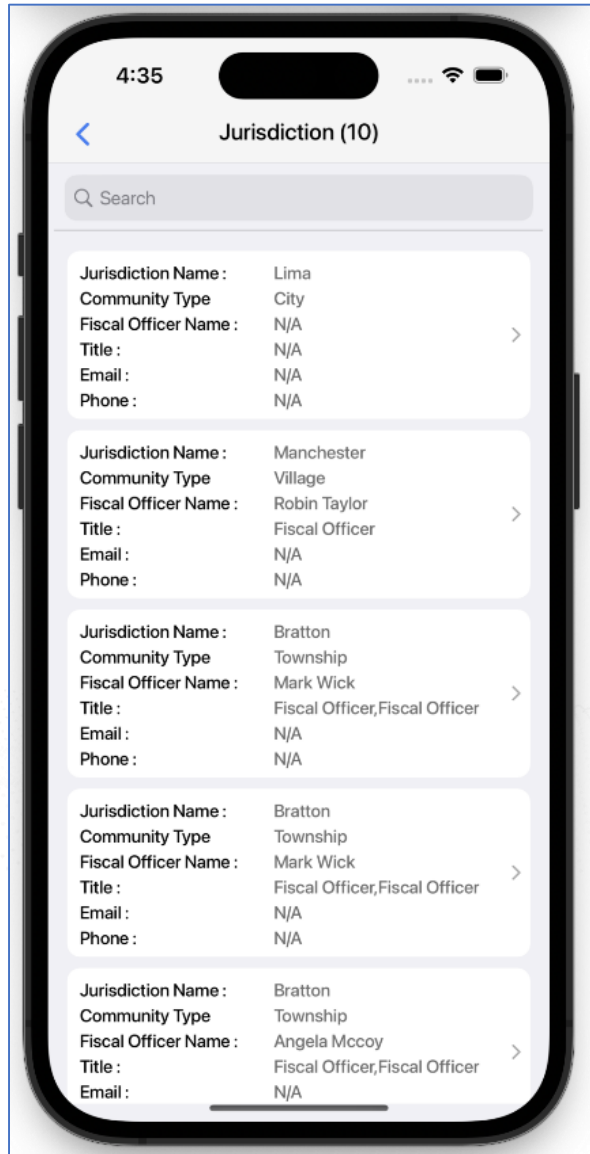 4:35
Jurisdiction (10)
Search
Jurisdiction Name : Lima
Community Type City
Fiscal Officer Name : N/A
Title : N/A
Email : N/A
Phone : N/A
Jurisdiction Name : Manchester
Community Type Village
Fiscal Officer Name : Robin Taylor
Title : Fiscal Officer
Email : N/A
Phone : N/A
Jurisdiction Name : Bratton
Community Type Township
Fiscal Officer Name : Mark Wick
Title : Fiscal Officer,Fiscal Officer
Email : N/A
Phone : N/A
Jurisdiction Name : Bratton
Community Type Township
Fiscal Officer Name : Mark Wick
Title : Fiscal Officer,Fiscal Officer
Email : N/A
Phone : N/A
Jurisdiction Name : Bratton
Community Type Township
Fiscal Officer Name : Angela Mccoy
Title : Fiscal Officer,Fiscal Officer
Email : N/A